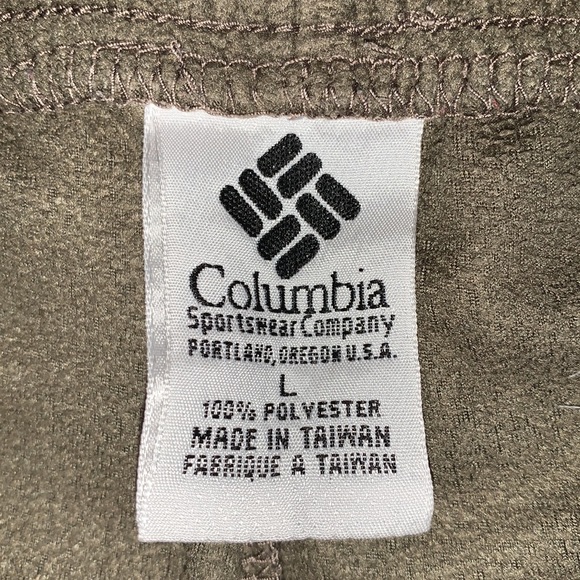 Columbia
Sportswear Company
PORTLAND, OREGON U.S.A.
L
100% POLYESTER
MADE IN TAIWAN
FABRIQUE A TAIWAN